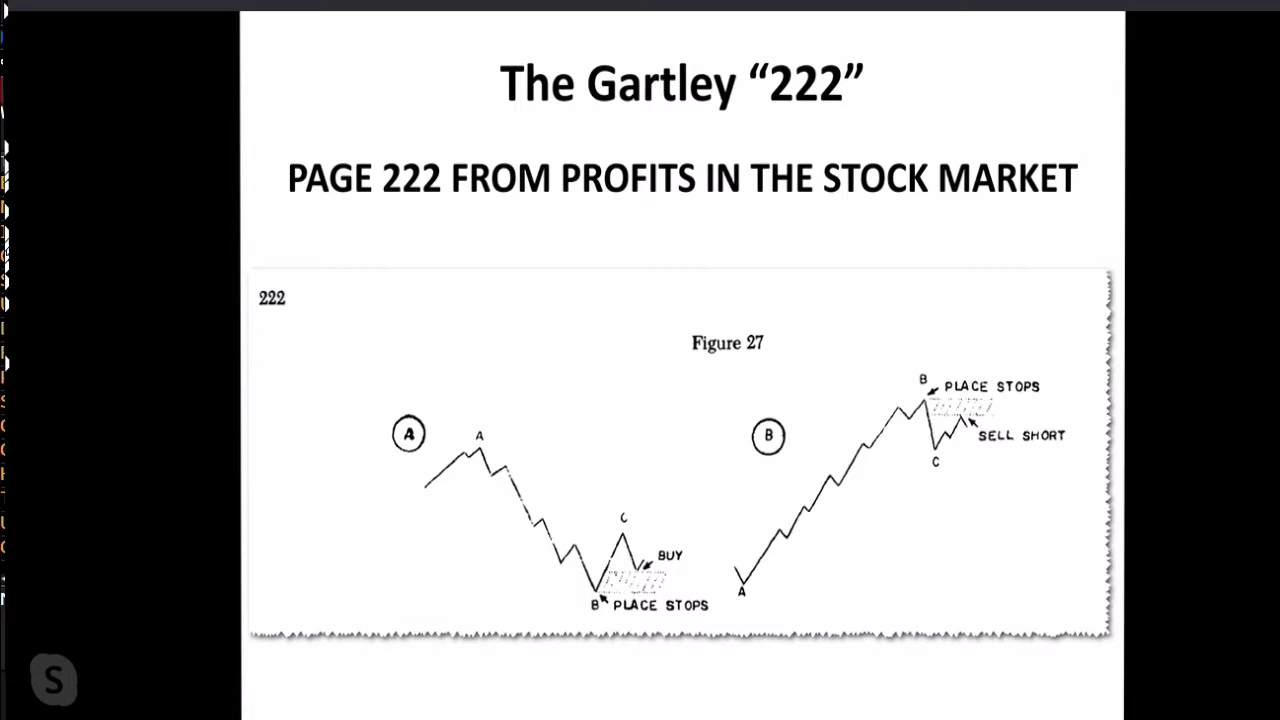 The Gartley “222”
PAGE 222 FROM PROFITS IN THE STOCK MARKET
222
Figure 27
A
A
C
BUY
B
PLACE STOPS
B
B
PLACE STOPS
SELL SHORT
C
A
S